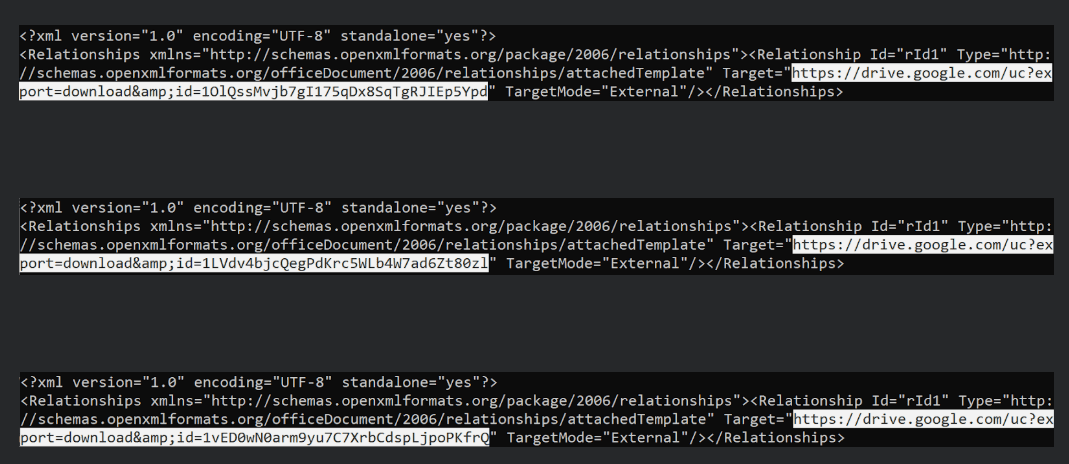 <?xml version="1.0" encoding="UTF-8" standalone="yes"?>
<Relationships xmlns="http://schemas.openxmlformats.org/package/2006/relationships"><Relationship Id="rId1" Type="http:
//schemas.openxmlformats.org/officeDocument/2006/relationships/attachedTemplate" Target="https://drive.google.com/uc?ex
port=download&amp;id=1OlQssMvjb7gI175qDx8SqTgRJIEp5Ypd" TargetMode="External"/></Relationships>
<?xml version="1.0" encoding="UTF-8" standalone="yes"?>
<Relationships xmlns="http://schemas.openxmlformats.org/package/2006/relationships"><Relationship Id="rId1" Type="http:
//schemas.openxmlformats.org/officeDocument/2006/relationships/attachedTemplate" Target="https://drive.google.com/uc?ex
port=download&amp;id=1LVdv4bjcQegPdKrc5WLb4W7ad6Zt80zl" TargetMode="External"/></Relationships>
<?xml version="1.0" encoding="UTF-8" standalone="yes"?>
<Relationships xmlns="http://schemas.openxmlformats.org/package/2006/relationships"><Relationship Id="rId1" Type="http:
//schemas.openxmlformats.org/officeDocument/2006/relationships/attachedTemplate" Target="https://drive.google.com/uc?ex
port=download&amp;id=1vED0wN0arm9yu7C7XrbCdspLjpoPKfrQ" TargetMode="External"/></Relationships>